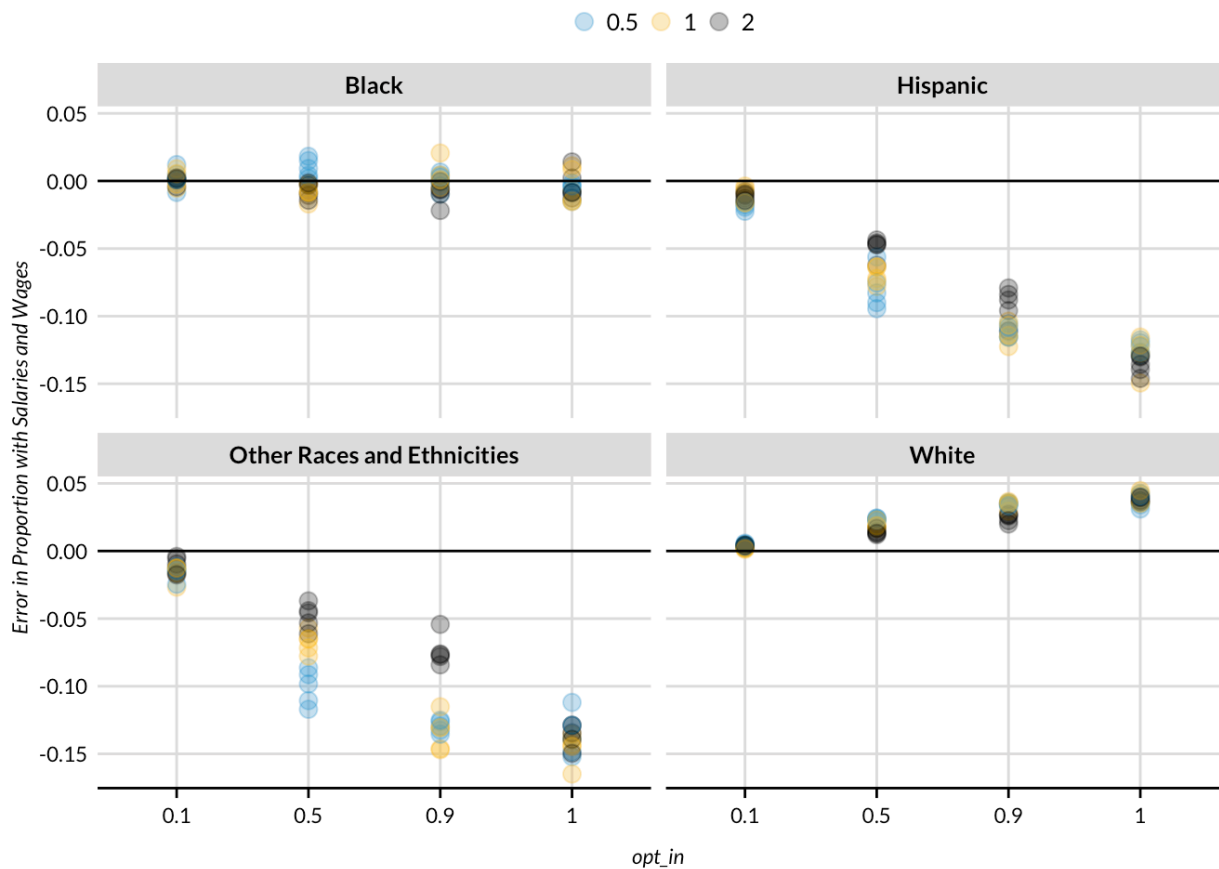 0.5 1 2
Black
Hispanic
0.05
0.00
-0.05
-0.10
-0.15
Error in Proportion with Salaries and Wages
Other Races and Ethnicities
White
0.05
0.00
-0.05
-0.10
-0.15
0.1 0.5 0.9 1
0.1 0.5 0.9 1
opt_in